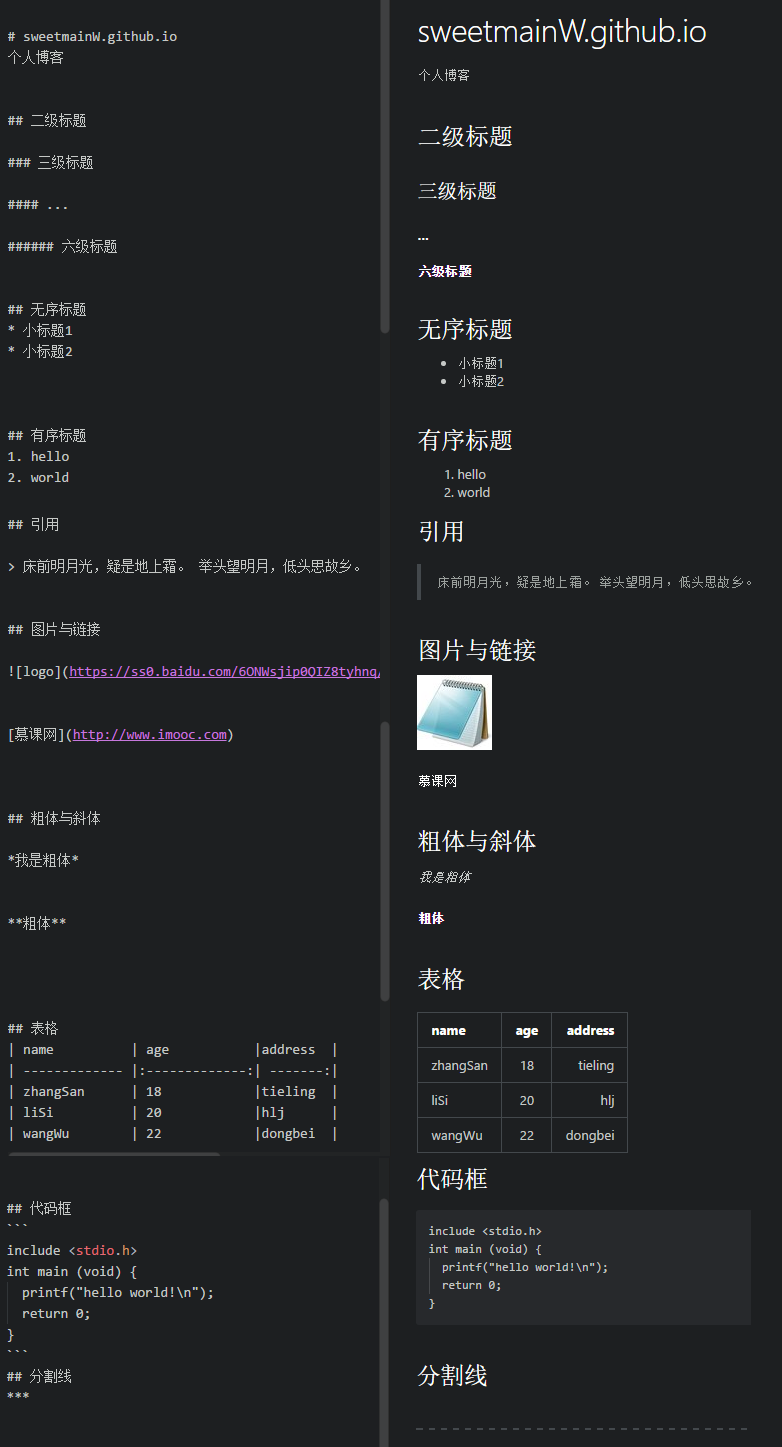 # sweetmainW.github.io
个人博客
## 二级标题
### 三级标题
#### ...
###### 六级标题
## 无序标题
* 小标题1
* 小标题2
## 有序标题
1. hello
2. world
## 引用
> 床前明月光，疑是地上霜。 举头望明月，低头思故乡。
## 图片与链接
![logo](https://ss0.baidu.com/6ONWsjip0QIZ8tyhnq/
[慕课网](http://www.imooc.com)
## 粗体与斜体
*我是粗体*
**粗体**
## 表格
| name          | age           |address  |
| ------------- |:-------------:| -------:|
| zhangSan      | 18            |tieling  |
| liSi          | 20            |hlj      |
| wangWu        | 22            |dongbei  |
## 代码框
```
include <stdio.h>
int main (void) {
  printf("hello world!\n");
  return 0;
}
```
## 分割线
***
sweetmainW.github.io
个人博客
二级标题
三级标题
...
六级标题
无序标题
• 小标题1
• 小标题2
有序标题
1. hello
2. world
引用
床前明月光，疑是地上霜。 举头望明月，低头思故乡。
图片与链接
慕课网
粗体与斜体
我是粗体
粗体
表格
name age address
zhangSan 18 tieling
liSi 20 hlj
wangWu 22 dongbei
代码框
include <stdio.h>
int main (void) {
  printf("hello world!\n");
  return 0;
}
分割线